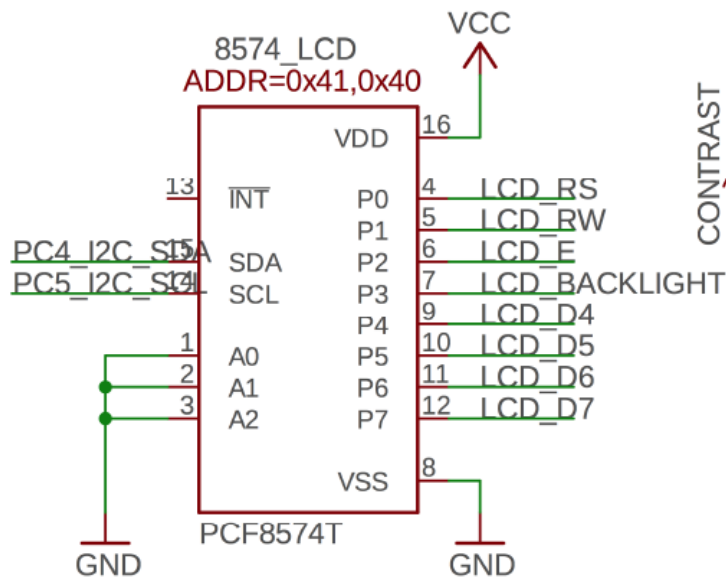 VCC
8574_LCD
ADDR=0x41,0x40
CONTRAST
VDD 16
13 INT P0 4 LCD_RS
P1 5 LCD_RW
PC4_I2C_SDA 15 SDA P2 6 LCD_E
PC5_I2C_SCL 14 SCL P3 7 LCD_BACKLIGHT
P4 9 LCD_D4
1 A0 P5 10 LCD_D5
2 A1 P6 11 LCD_D6
3 A2 P7 12 LCD_D7
VSS 8
PCF8574T
GND GND